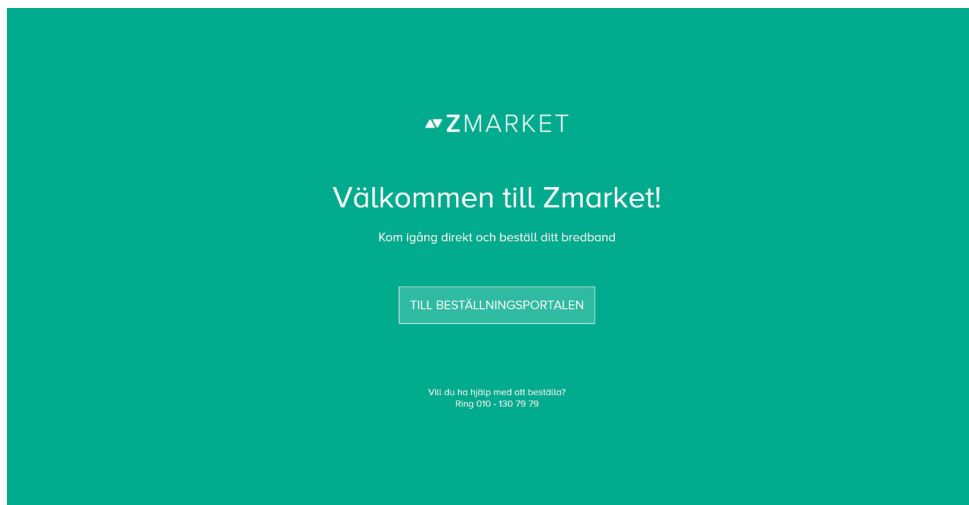 ZMARKET
Välkommen till Zmarket!
Kom igång direkt och beställ ditt bredband
TILL BESTÄLLNINGSPORTALEN
Vill du ha hjälp med att beställa?
Ring 010 - 130 79 79